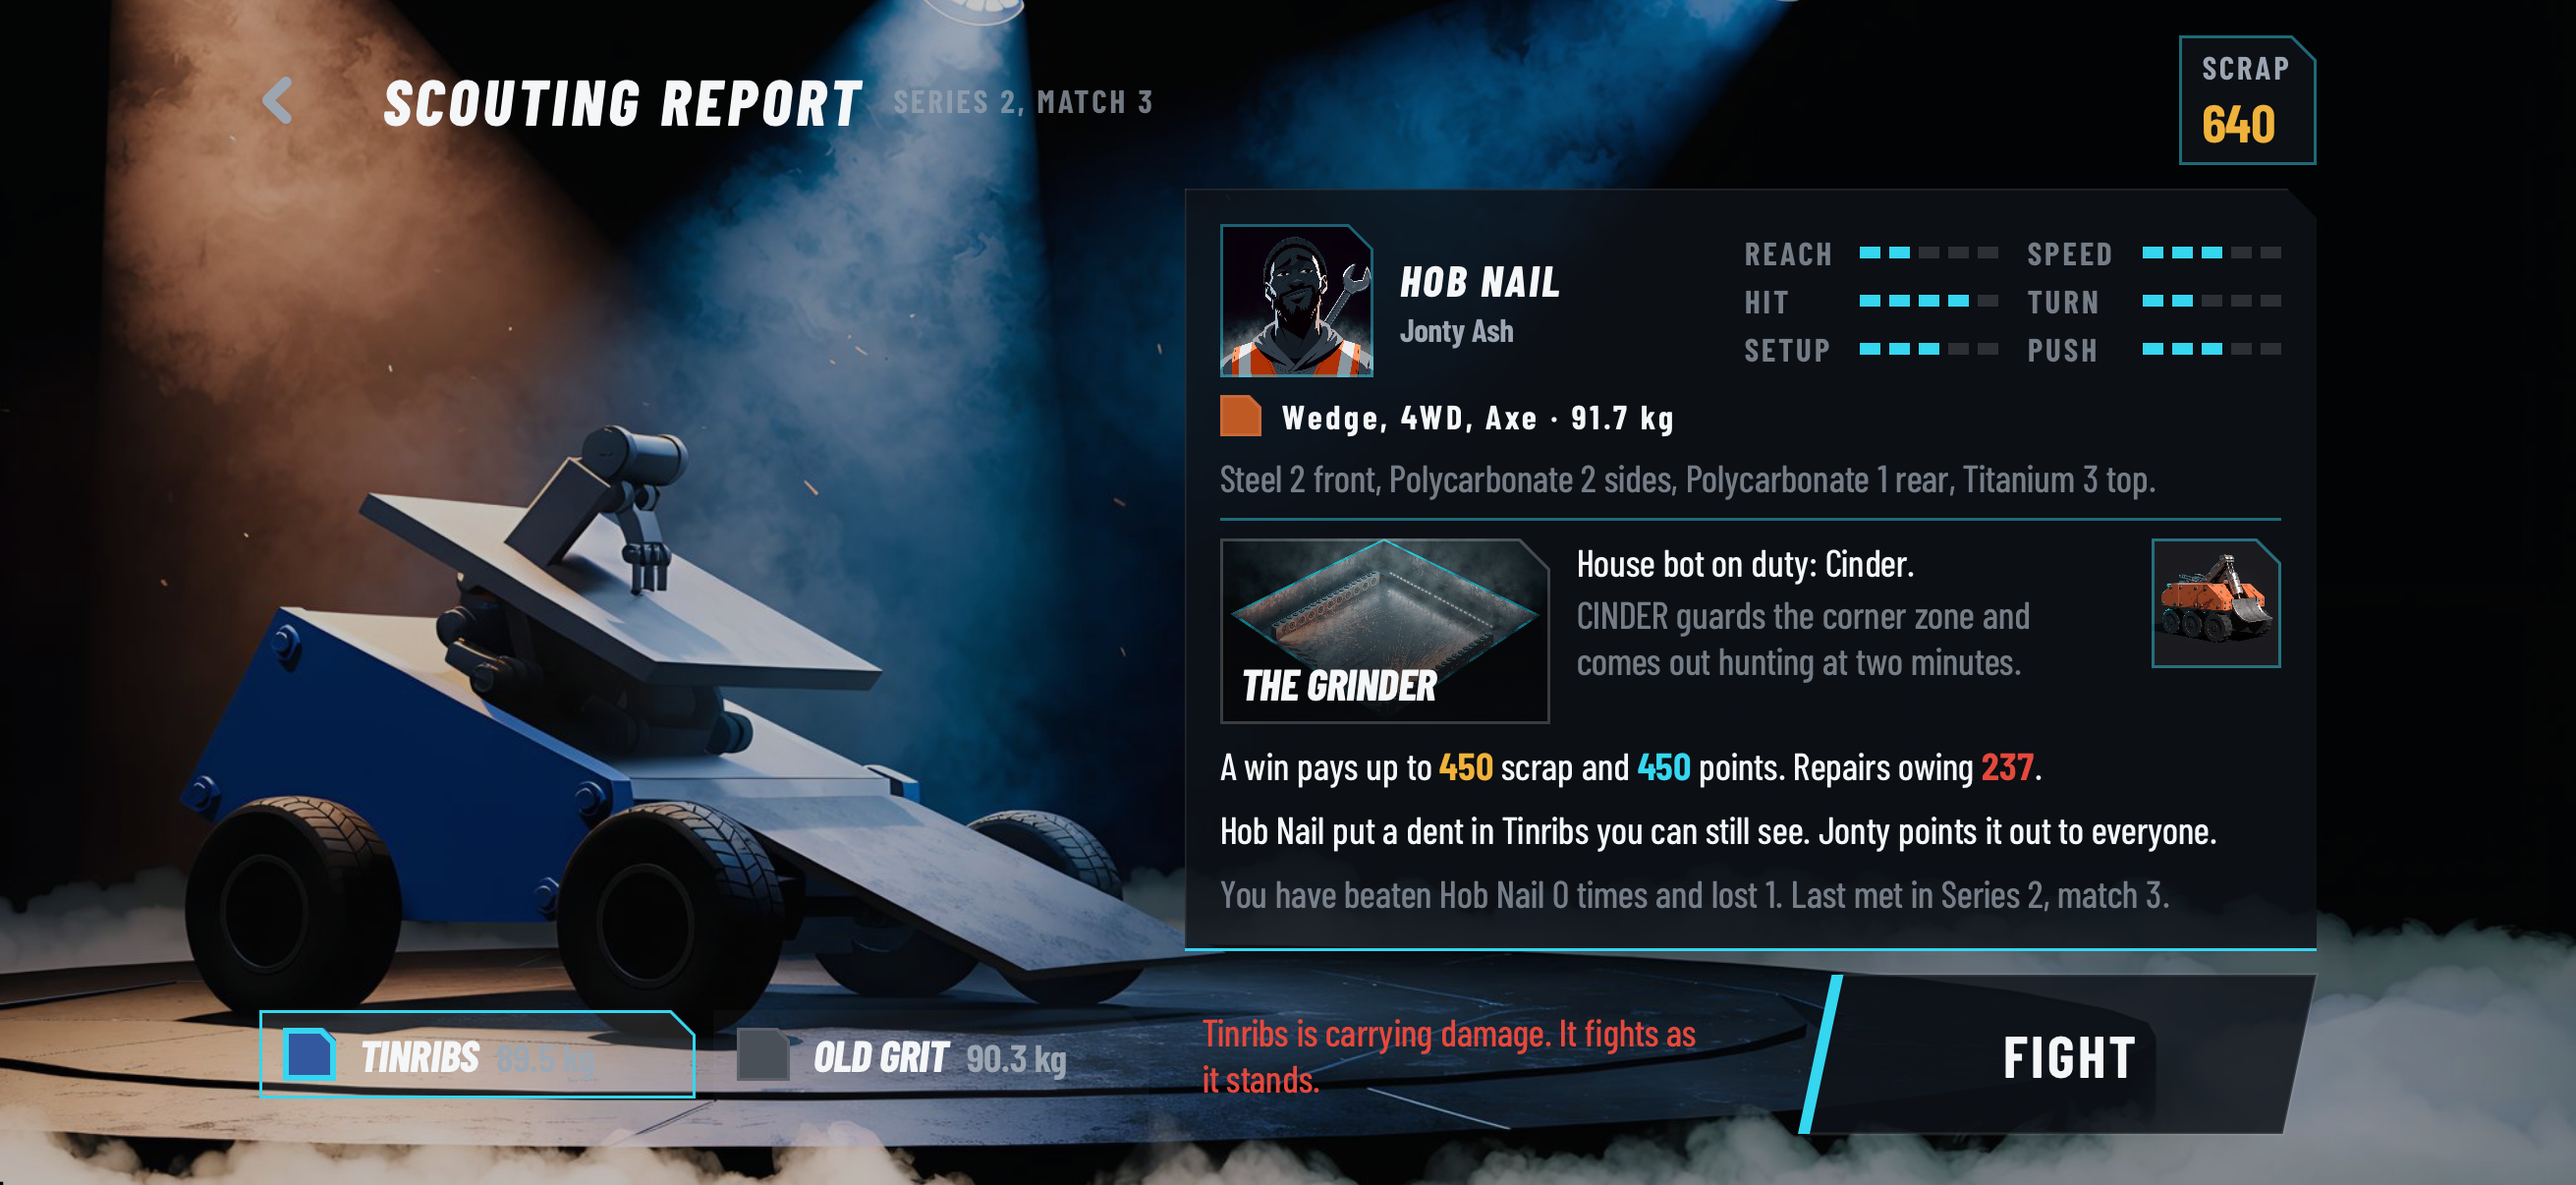 SCOUTING REPORT SERIES 2, MATCH 3
SCRAP
640
HOB NAIL
Jonty Ash
REACH
SPEED
HIT
TURN
SETUP
PUSH
Wedge, 4WD, Axe · 91.7 kg
Steel 2 front, Polycarbonate 2 sides, Polycarbonate 1 rear, Titanium 3 top.
THE GRINDER
House bot on duty: Cinder.
CINDER guards the corner zone and
comes out hunting at two minutes.
A win pays up to 450 scrap and 450 points. Repairs owing 237.
Hob Nail put a dent in Tinribs you can still see. Jonty points it out to everyone.
You have beaten Hob Nail 0 times and lost 1. Last met in Series 2, match 3.
TINRIBS 89.5 kg
OLD GRIT 90.3 kg
Tinribs is carrying damage. It fights as
it stands.
FIGHT